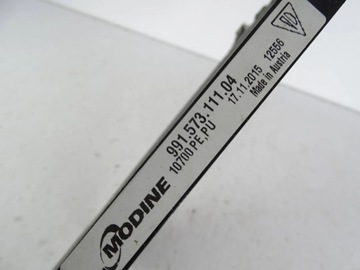 MODINE
991.573.111.04
10700 PE,PU
17.11.2015 12556
Made in Austria